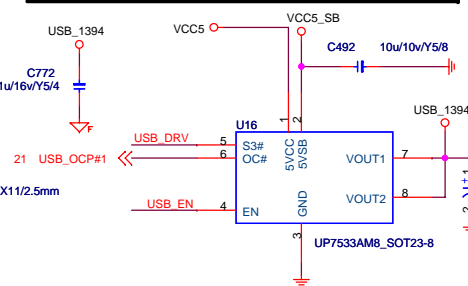 VCC5_SB
USB_1394
VCC5
C492
10u/10v/Y5/8
C772
1u/16v/Y5/4
F
USB_1394
U16
1
2
USB_DRV
5
S3#
5VCC
5VSB
21
USB_OCP#1
6
OC#
VOUT1
7
X11/2.5mm
VOUT2
8
USB_EN
4
EN
GND
3
UP7533AM8_SOT23-8
1
2